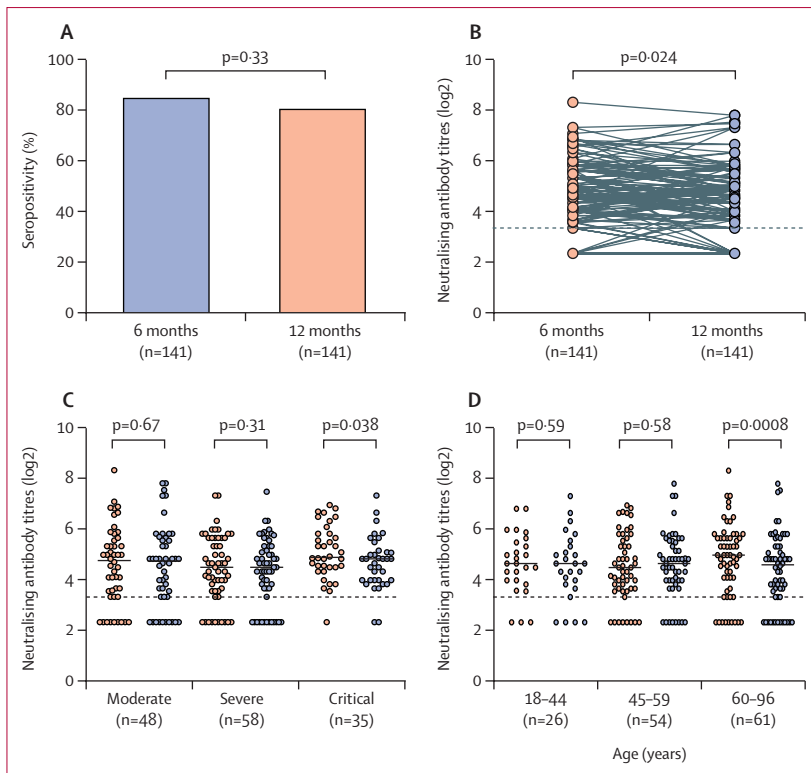 A
100
80
60
40
20
0
Seropositivity (%)
p=0·33
6 months
(n=141)
12 months
(n=141)
B
10
8
6
4
2
0
Neutralising antibody titres (log2)
p=0·024
6 months
(n=141)
12 months
(n=141)
C
10
8
6
4
2
0
Neutralising antibody titres (log2)
p=0·67
p=0·31
p=0·038
Moderate
(n=48)
Severe
(n=58)
Critical
(n=35)
D
10
8
6
4
2
0
Neutralising antibody titres (log2)
p=0·59
p=0·58
p=0·0008
18–44
(n=26)
45–59
(n=54)
60–96
(n=61)
Age (years)